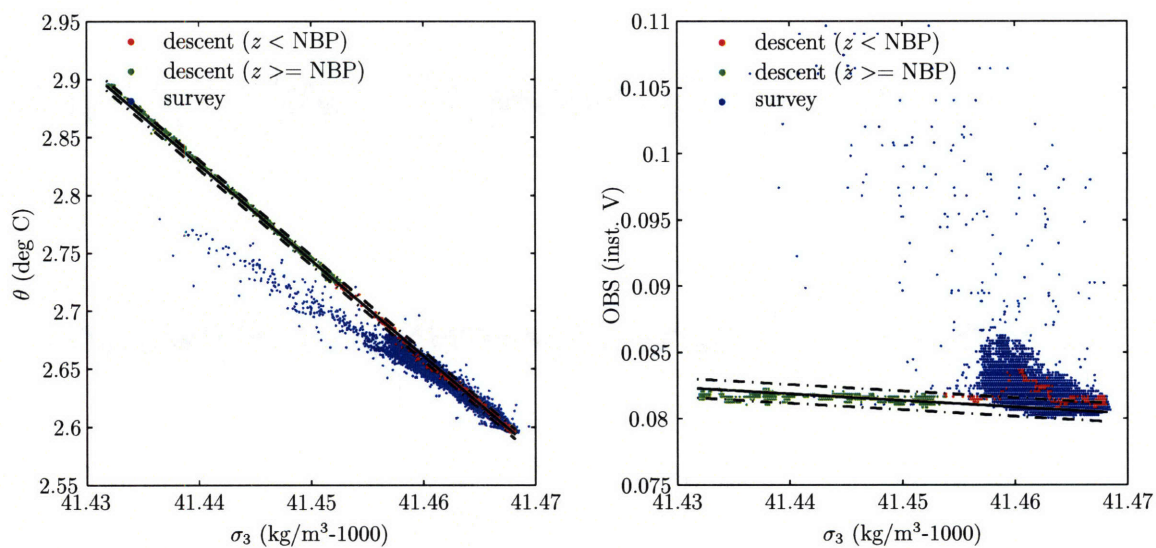 2.95
2.9
2.85
2.8
2.75
2.7
2.65
2.6
2.55
θ (deg C)
descent (z < NBP)
descent (z >= NBP)
survey
41.43 41.44 41.45 41.46 41.47
σ₃ (kg/m³-1000)
0.11
0.105
0.1
0.095
0.09
0.085
0.08
0.075
OBS (inst. V)
descent (z < NBP)
descent (z >= NBP)
survey
41.43 41.44 41.45 41.46 41.47
σ₃ (kg/m³-1000)